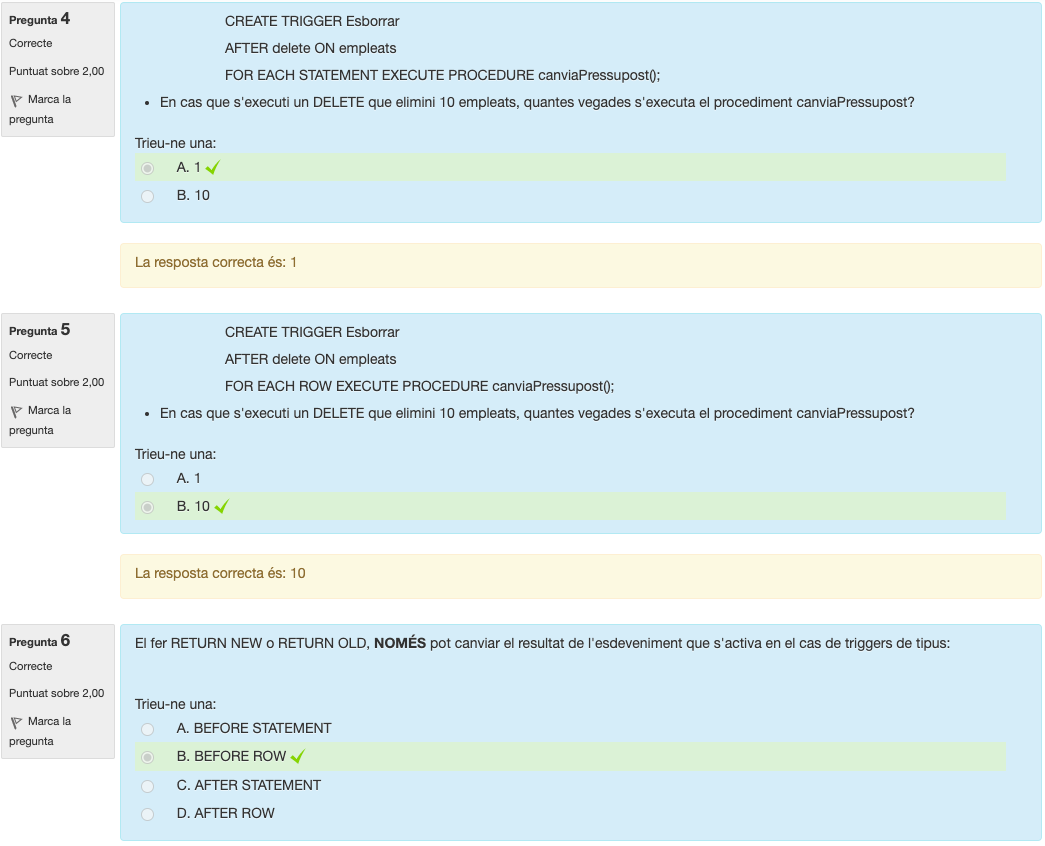 Pregunta 4
Correcte
Puntuat sobre 2,00
Marca la
pregunta
CREATE TRIGGER Esborrar
AFTER delete ON empleats
FOR EACH STATEMENT EXECUTE PROCEDURE canviaPressupost();
• En cas que s'executi un DELETE que elimini 10 empleats, quantes vegades s'executa el procediment canviaPressupost?
Trieu-ne una:
A. 1
B. 10
La resposta correcta és: 1
Pregunta 5
Correcte
Puntuat sobre 2,00
Marca la
pregunta
CREATE TRIGGER Esborrar
AFTER delete ON empleats
FOR EACH ROW EXECUTE PROCEDURE canviaPressupost();
• En cas que s'executi un DELETE que elimini 10 empleats, quantes vegades s'executa el procediment canviaPressupost?
Trieu-ne una:
A. 1
B. 10
La resposta correcta és: 10
Pregunta 6
Correcte
Puntuat sobre 2,00
Marca la
pregunta
El fer RETURN NEW o RETURN OLD, NOMÉS pot canviar el resultat de l'esdeveniment que s'activa en el cas de triggers de tipus:
Trieu-ne una:
A. BEFORE STATEMENT
B. BEFORE ROW
C. AFTER STATEMENT
D. AFTER ROW